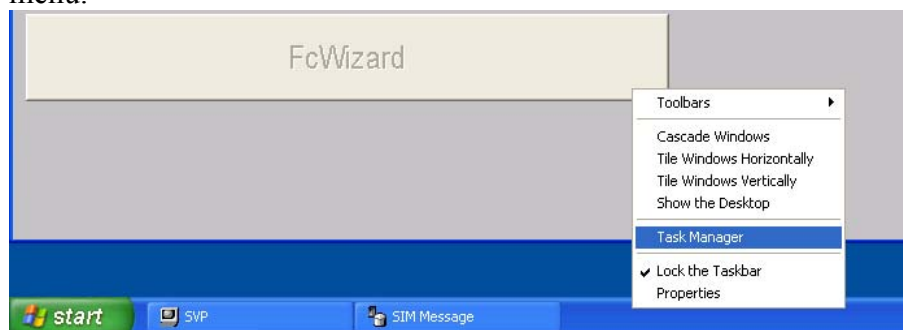 menu.
FcWizard
Toolbars
Cascade Windows
Tile Windows Horizontally
Tile Windows Vertically
Show the Desktop
Task Manager
Lock the Taskbar
Properties
start
SVP
SIM Message